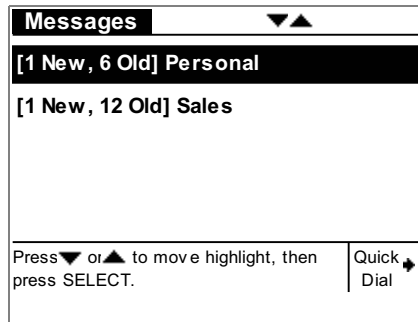 Messages ▼▲
[1 New, 6 Old] Personal
[1 New, 12 Old] Sales
Press ▼ or ▲ to move highlight, then
press SELECT.
Quick
Dial